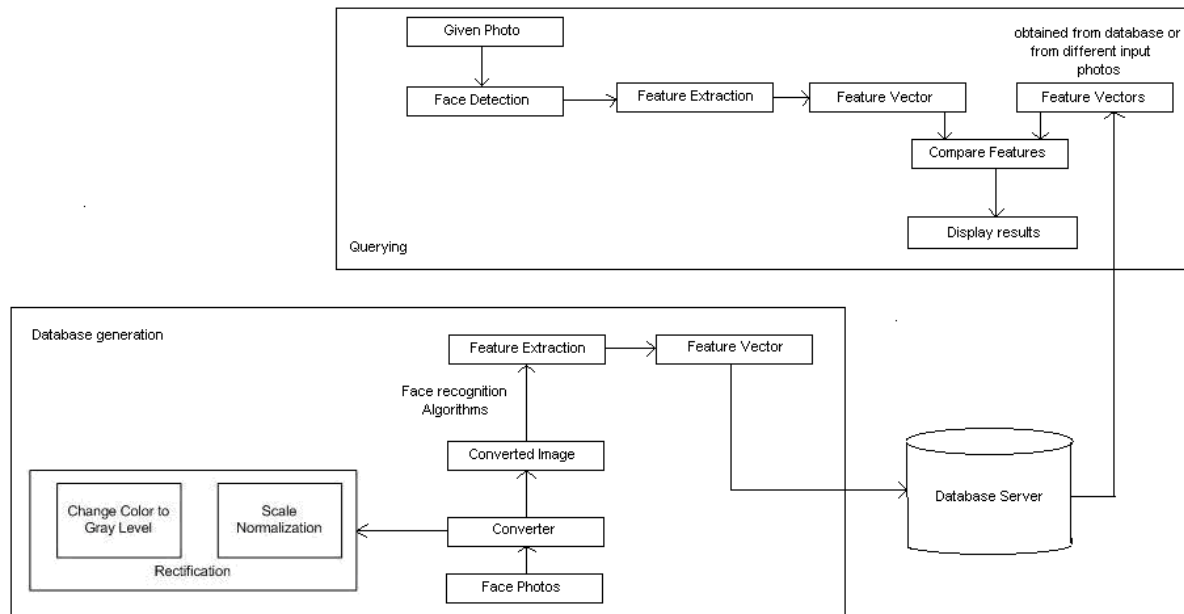 Given Photo
obtained from database or
from different input
photos
Face Detection
Feature Extraction
Feature Vector
Feature Vectors
Compare Features
Display results
Querying
Database generation
Feature Extraction
Feature Vector
Face recognition
Algorithms
Converted Image
Database Server
Change Color to
Gray Level
Scale
Normalization
Converter
Rectification
Face Photos